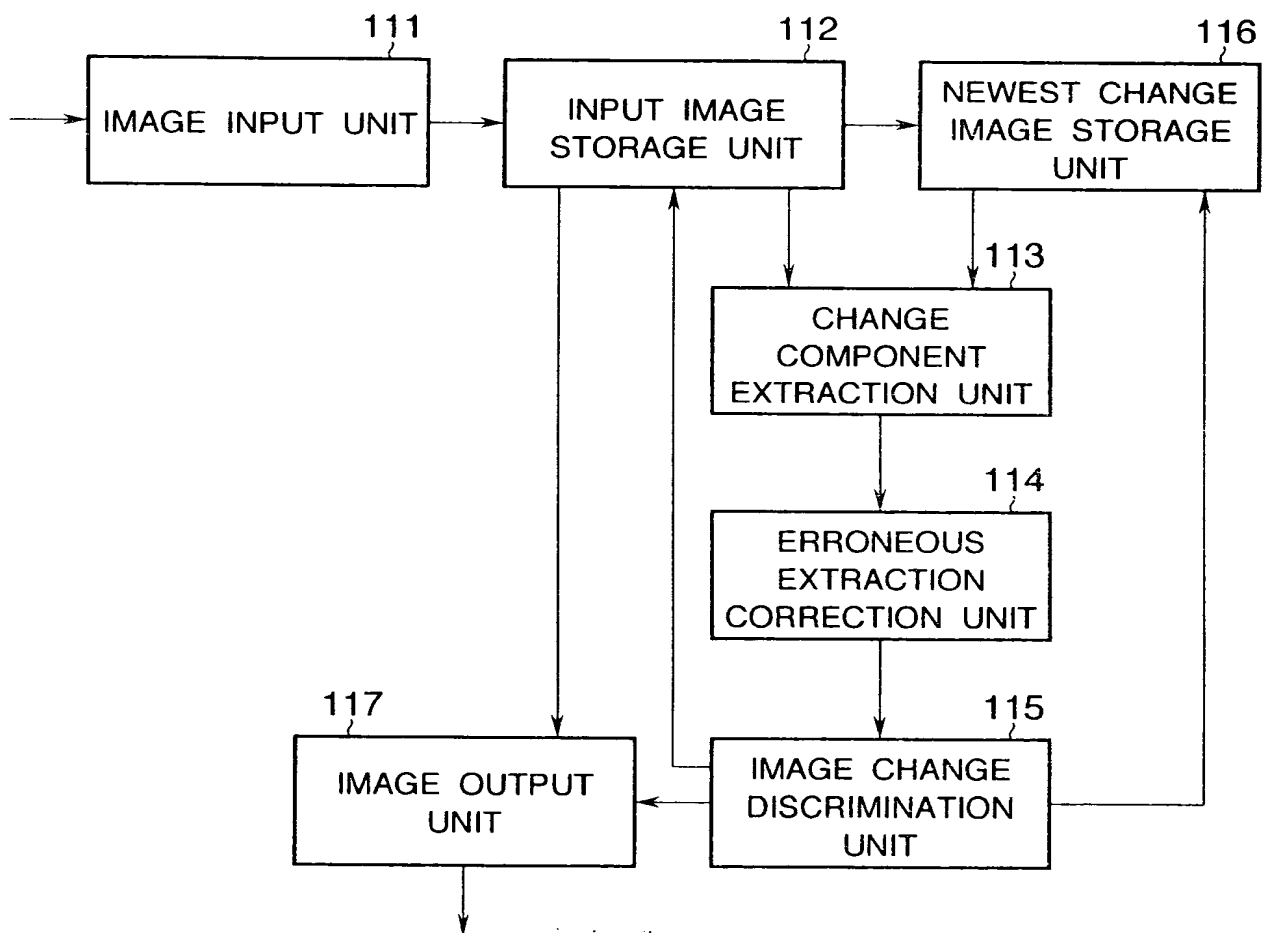 111
IMAGE INPUT UNIT
112
INPUT IMAGE
STORAGE UNIT
116
NEWEST CHANGE
IMAGE STORAGE
UNIT
113
CHANGE
COMPONENT
EXTRACTION UNIT
114
ERRONEOUS
EXTRACTION
CORRECTION UNIT
117
IMAGE OUTPUT
UNIT
115
IMAGE CHANGE
DISCRIMINATION
UNIT